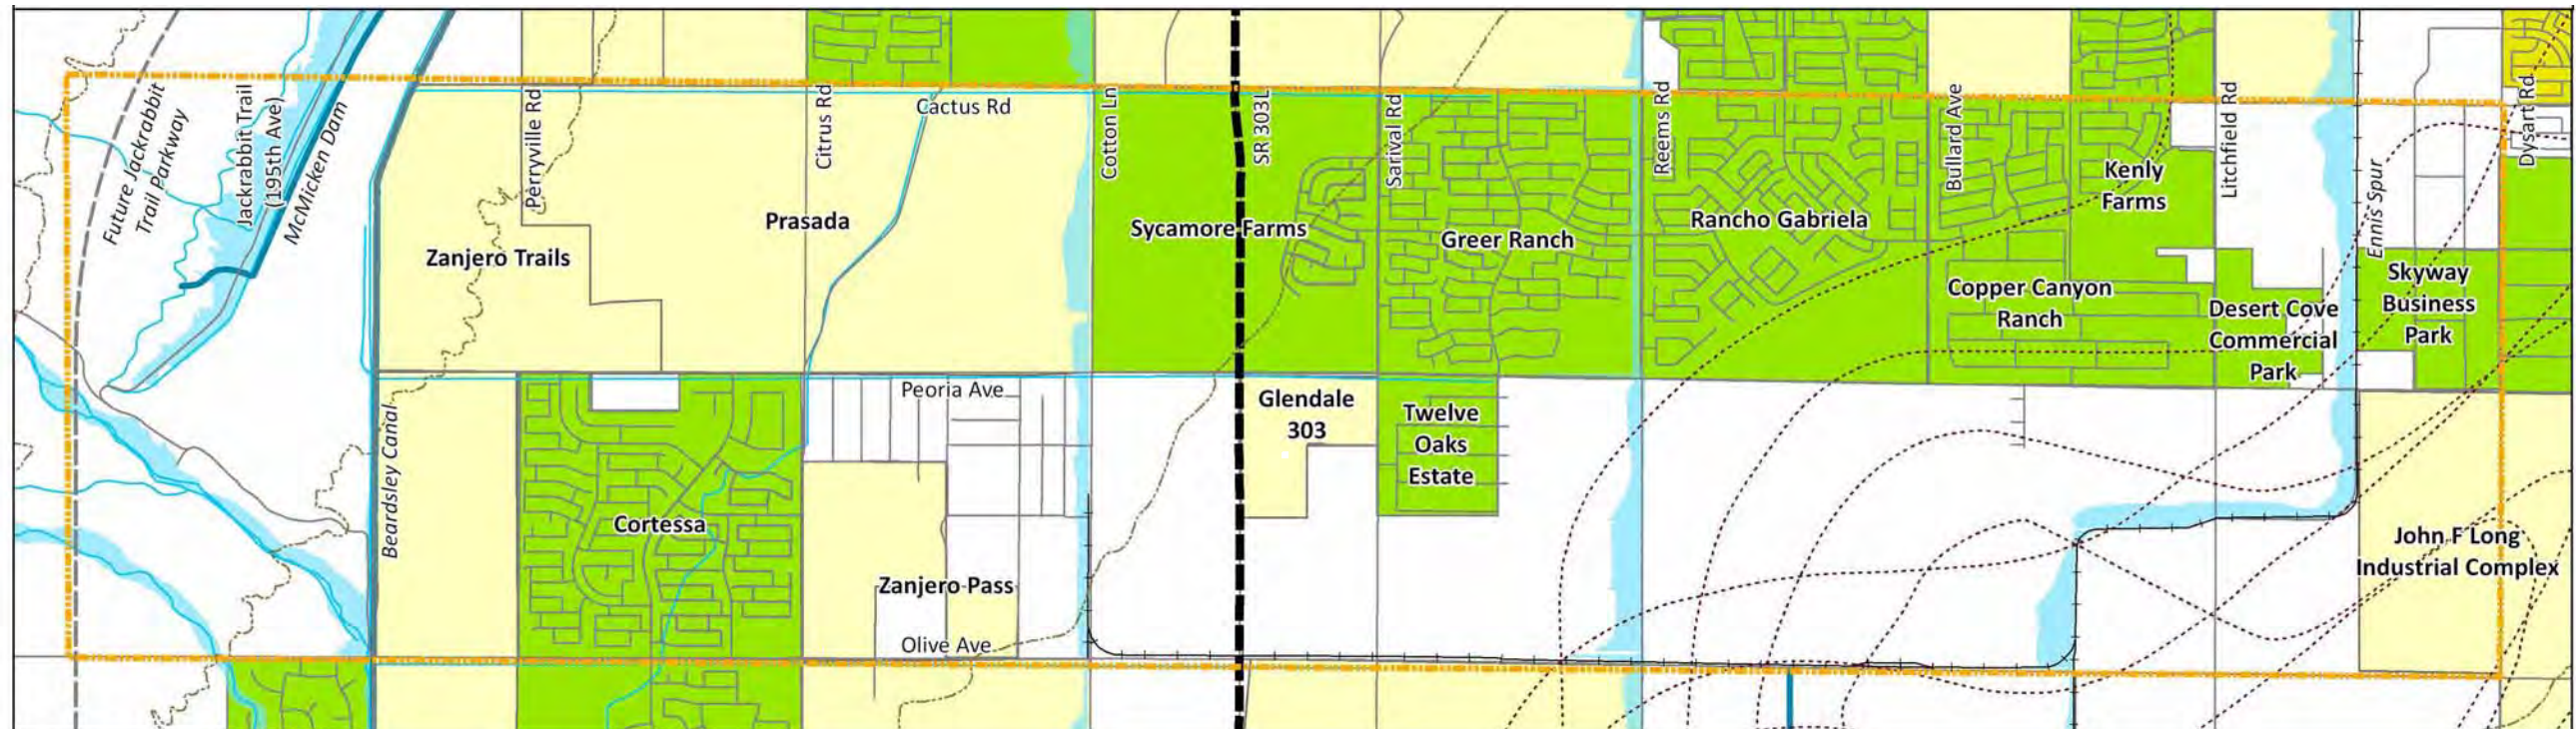 Future Jackrabbit
Trail Parkway
Jackrabbit Trail
(195th Ave)
McMicken Dam
Perryville Rd
Citrus Rd
Cactus Rd
Cotton Ln
SR 303L
Sarival Rd
Reems Rd
Bullard Ave
Litchfield Rd
Ennis Spur
Dysart Rd
Zanjero Trails
Prasada
Sycamore Farms
Greer Ranch
Rancho Gabriela
Kenly
Farms
Copper Canyon
Ranch
Desert Cove
Commercial
Park
Skyway
Business
Park
Beardsley Canal
Peoria Ave
Glendale
303
Twelve
Oaks
Estate
Cortessa
Zanjero Pass
Olive Ave
John F Long
Industrial Complex